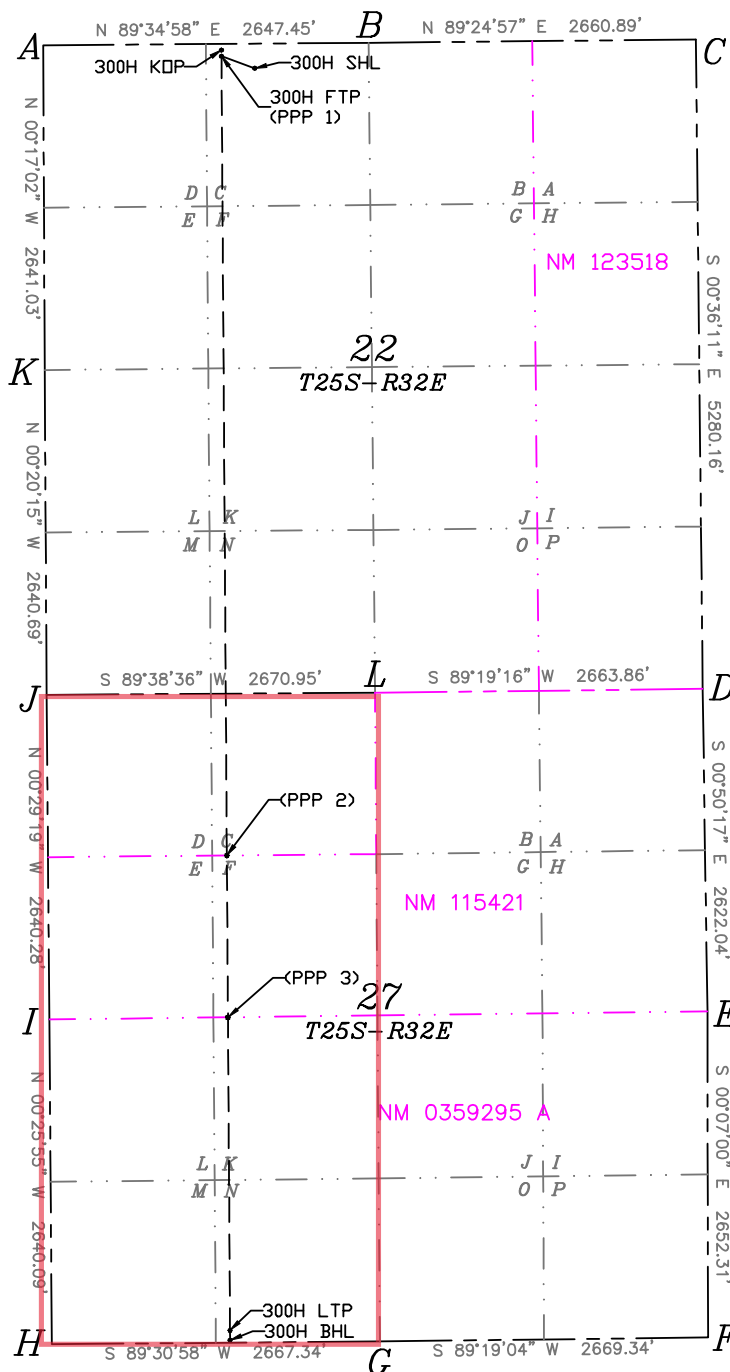 A
N 89°34'58" E 2647.45'
B
N 89°24'57" E 2660.89'
C
300H KOP
300H SHL
300H FTP
(PPP 1)
N 00°17'02" W 2641.03'
D C
E F
B A
G H
NM 123518
S 00°36'11" E 5280.16'
K
22
T25S-R32E
N 00°20'15" W 2640.69'
L K
M N
J I
O P
J
S 89°38'36" W 2670.95'
L
S 89°19'16" W 2663.86'
D
N 00°29'19" W 2640.28'
(PPP 2)
D C
E F
B A
G H
S 00°50'17" E 2622.04'
NM 115421
(PPP 3)
I
27
T25S-R32E
E
N 00°25'55" W 2640.09'
NM 0359295 A
S 00°07'00" E 2652.31'
L K
M N
J I
O P
300H LTP
300H BHL
H
S 89°30'58" W 2667.34'
G
S 89°19'04" W 2669.34'
F